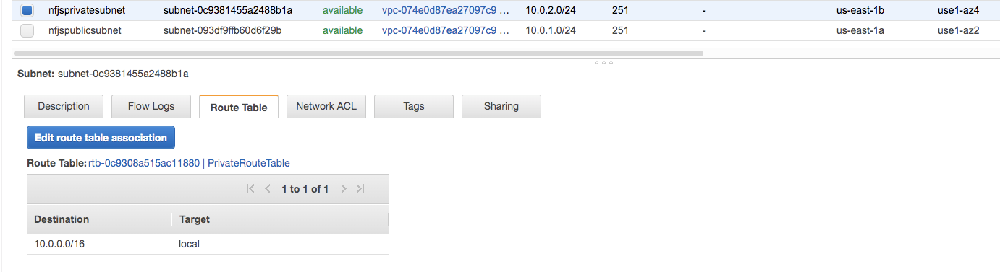 nfjsprivatesubnet subnet-0c9381455a2488b1a available vpc-074e0d87ea27097c9 ... 10.0.2.0/24 251 - us-east-1b use1-az4
nfjspublicsubnet subnet-093df9ffb60d6f29b available vpc-074e0d87ea27097c9 ... 10.0.1.0/24 251 - us-east-1a use1-az2
Subnet: subnet-0c9381455a2488b1a
Description Flow Logs Route Table Network ACL Tags Sharing
Edit route table association
Route Table: rtb-0c9308a515ac11880 | PrivateRouteTable
1 to 1 of 1
Destination Target
10.0.0.0/16 local